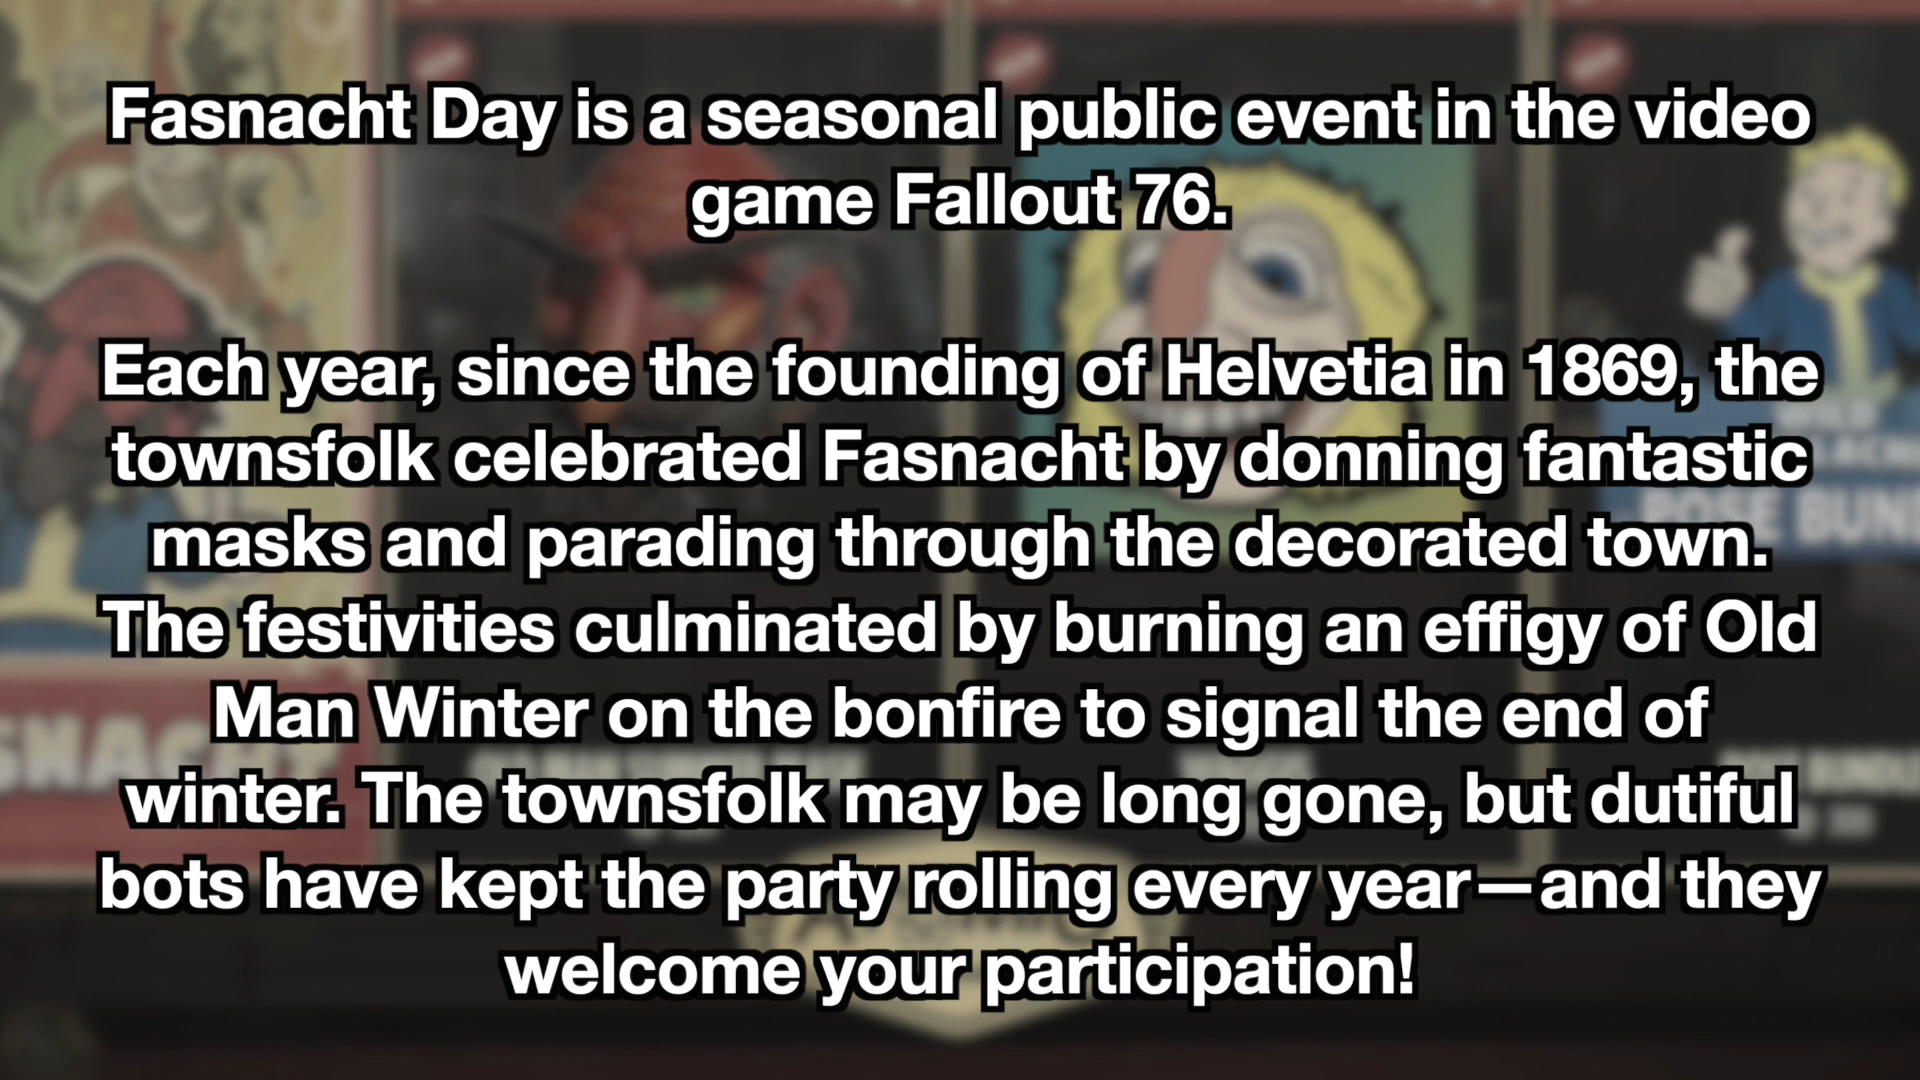 Fasnacht Day is a seasonal public event in the video
game Fallout 76.
Each year, since the founding of Helvetia in 1869, the
townsfolk celebrated Fasnacht by donning fantastic
masks and parading through the decorated town.
The festivities culminated by burning an effigy of Old
Man Winter on the bonfire to signal the end of
winter. The townsfolk may be long gone, but dutiful
bots have kept the party rolling every year—and they
welcome your participation!